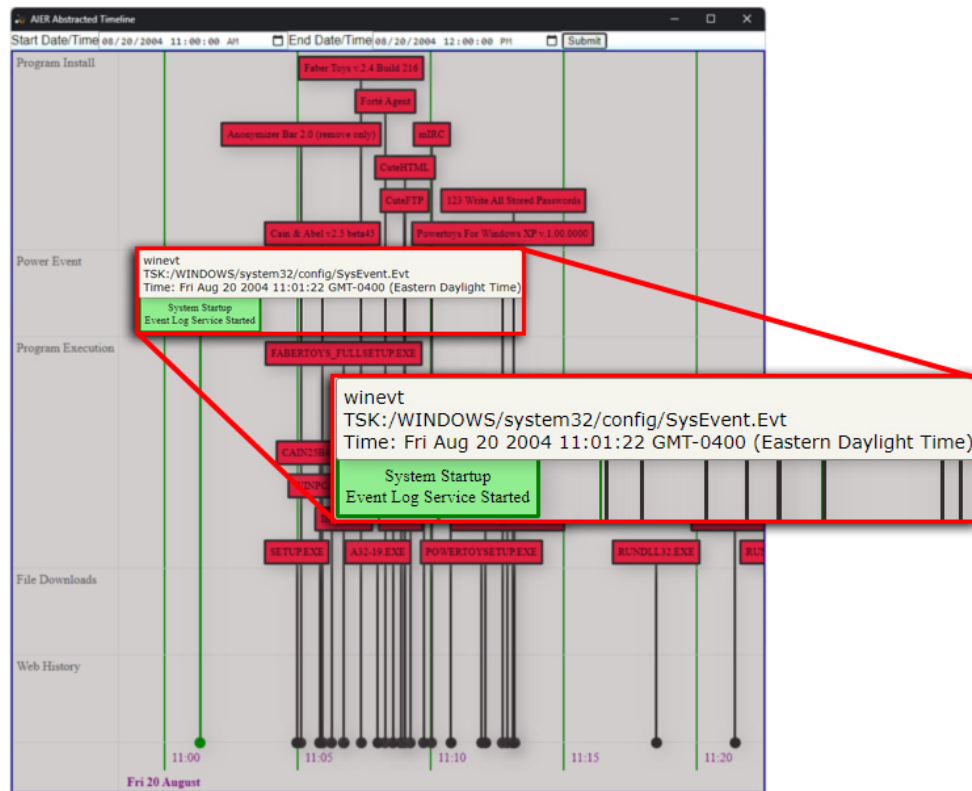 AIER Abstracted Timeline
Start Date/Time 08/20/2004 11:00:00 AM End Date/Time 08/20/2004 12:00:00 PM Submit
Program Install
Faber Toys v.2.4 Build 216
Forté Agent
Anonymizer Bar 2.0 (remove only) mIRC
CuteHTML
CuteFTP 123 Write All Stored Passwords
Cain & Abel v2.5 beta45 Powertoys For Windows XP v.1.00.0000
Power Event
winevt
TSK:/WINDOWS/system32/config/SysEvent.Evt
Time: Fri Aug 20 2004 11:01:22 GMT-0400 (Eastern Daylight Time)
System Startup
Event Log Service Started
Program Execution
FABERTOYS_FULLSETUP.EXE
winevt
TSK:/WINDOWS/system32/config/SysEvent.Evt
Time: Fri Aug 20 2004 11:01:22 GMT-0400 (Eastern Daylight Time)
System Startup
Event Log Service Started
SETUP.EXE A32-19.EXE POWERTOYSETUP.EXE RUNDLL32.EXE
File Downloads
Web History
11:00 11:05 11:10 11:15 11:20
Fri 20 August